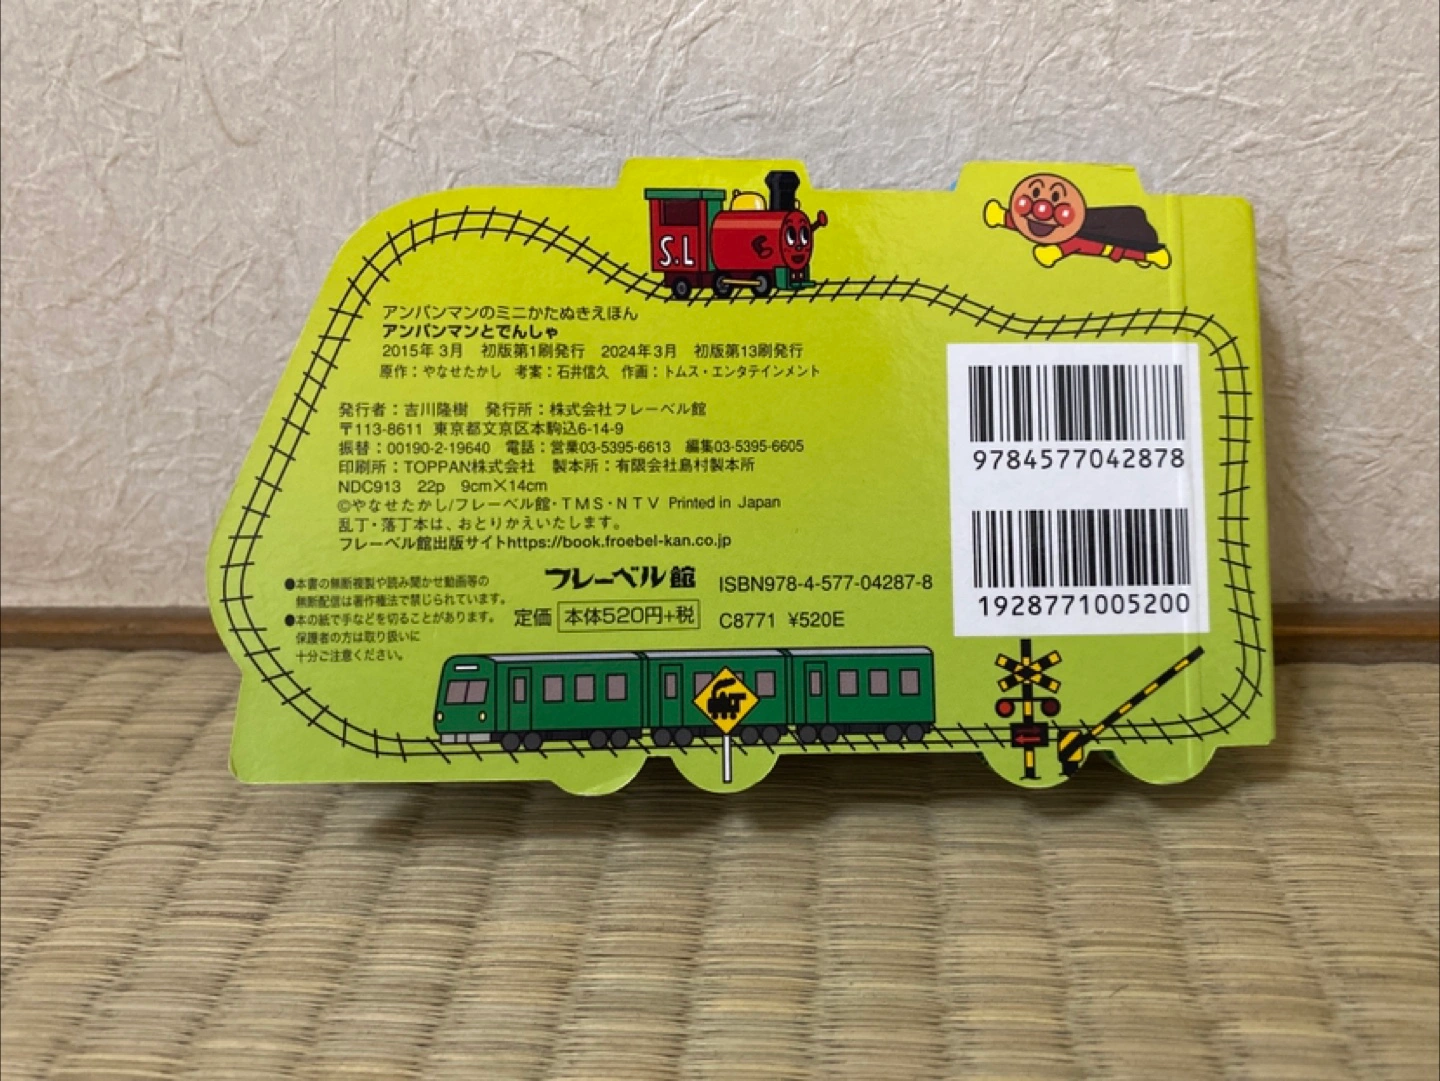 S.L
アンパンマンのミニかたぬきえほん
アンパンマンとでんしゃ
2015年3月 初版第1刷発行 2024年3月 初版第13刷発行
原作：やなせたかし 考案：石井信久 作画：トムス・エンタテインメント
発行者：吉川隆樹 発行所：株式会社フレーベル館
〒113-8611 東京都文京区本駒込6-14-9
振替：00190-2-19640 電話：営業03-5395-6613 編集03-5395-6605
印刷所：TOPPAN株式会社 製本所：有限会社島村製本所
NDC913 22p 9cm×14cm
©やなせたかし/フレーベル館・TMS・NTV Printed in Japan
乱丁・落丁本は、おとりかえいたします。
フレーベル館出版サイトhttps://book.froebel-kan.co.jp
●本書の無断複製や読み聞かせ動画等の
無断配信は著作権法で禁じられています。
●本の紙で手などを切ることがあります。
保護者の方は取り扱いに
十分ご注意ください。
フレーベル館
定価 本体520円+税
ISBN978-4-577-04287-8
C8771 ¥520E
9784577042878
1928771005200